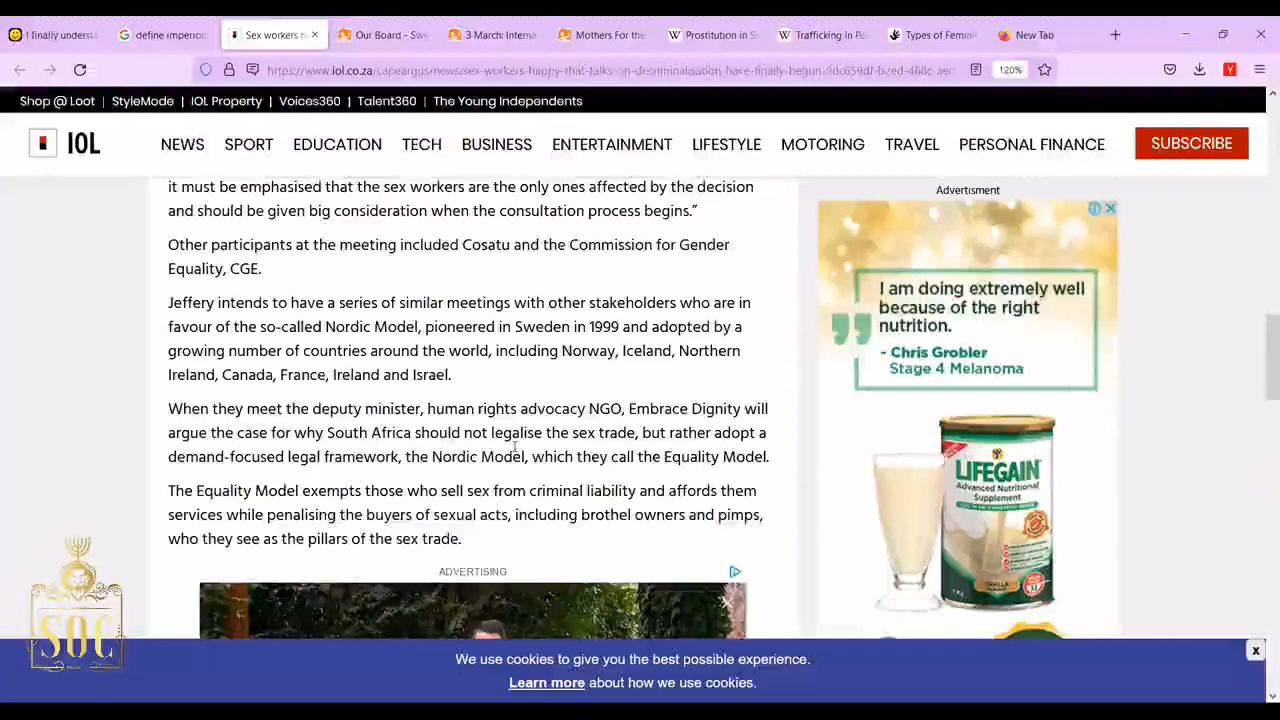 I finally understa
define impericı
Sex workers h
Our Board - Swe
3 March: Interna
Mothers For the
Prostitution in S
Trafficking In Pe
Types of Femin
New Tab
120%
Shop @ Loot | StyleMode | IOL Property | Voices360 | Talent360 | The Young Independents
IOL
NEWS SPORT EDUCATION TECH BUSINESS ENTERTAINMENT LIFESTYLE MOTORING TRAVEL PERSONAL FINANCE
SUBSCRIBE
it must be emphasised that the sex workers are the only ones affected by the decision
and should be given big consideration when the consultation process begins.”
Other participants at the meeting included Cosatu and the Commission for Gender
Equality, CGE.
Jeffery intends to have a series of similar meetings with other stakeholders who are in
favour of the so-called Nordic Model, pioneered in Sweden in 1999 and adopted by a
growing number of countries around the world, including Norway, Iceland, Northern
Ireland, Canada, France, Ireland and Israel.
When they meet the deputy minister, human rights advocacy NGO, Embrace Dignity will
argue the case for why South Africa should not legalise the sex trade, but rather adopt a
demand-focused legal framework, the Nordic Model, which they call the Equality Model.
The Equality Model exempts those who sell sex from criminal liability and affords them
services while penalising the buyers of sexual acts, including brothel owners and pimps,
who they see as the pillars of the sex trade.
ADVERTISING
Advertisment
I am doing extremely well
because of the right
nutrition.
- Chris Grobler
Stage 4 Melanoma
LIFEGAIN
Advanced Nutritional
Supplement
VANILLA
SOC
We use cookies to give you the best possible experience.
Learn more about how we use cookies.
x